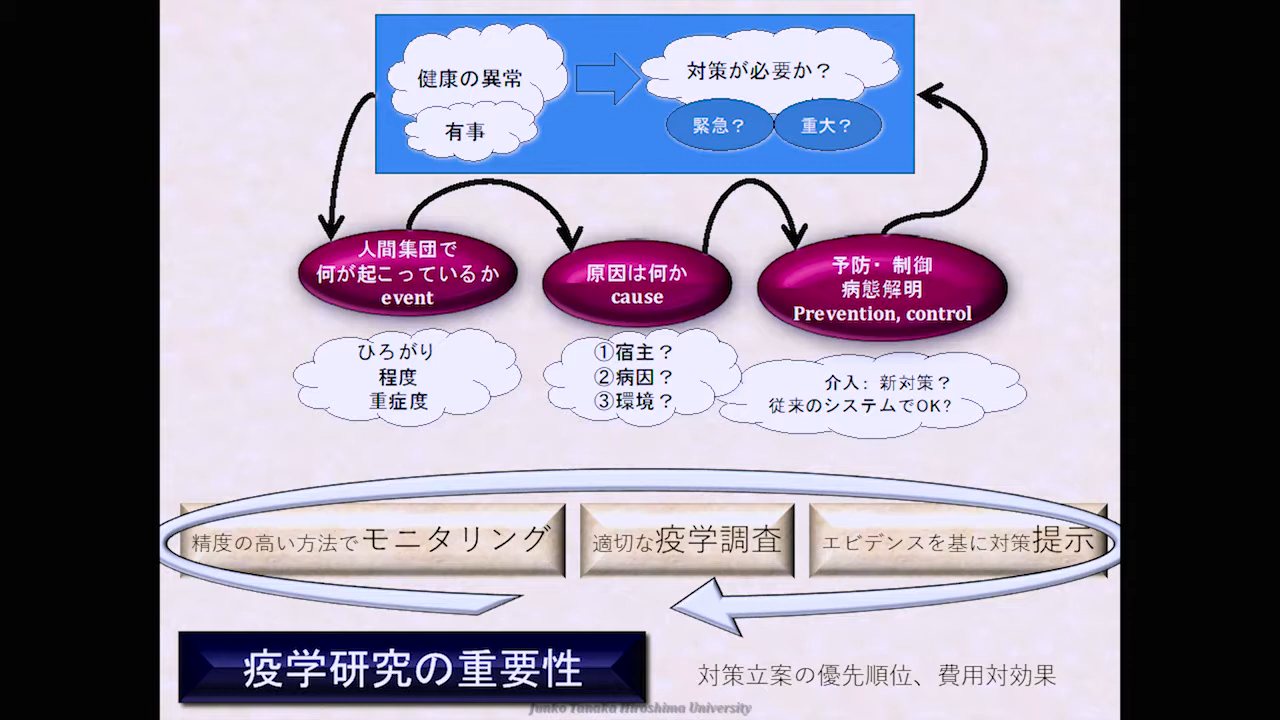 健康の異常
有事
対策が必要か？
緊急？
重大？
人間集団で
何が起こっているか
event
原因は何か
cause
予防・制御
病態解明
Prevention, control
ひろがり
程度
重症度
①宿主？
②病因？
③環境？
介入：新対策？
従来のシステムでOK?
精度の高い方法でモニタリング
適切な疫学調査
エビデンスを基に対策提示
疫学研究の重要性
対策立案の優先順位、費用対効果
Junko Tanaka Hiroshima University